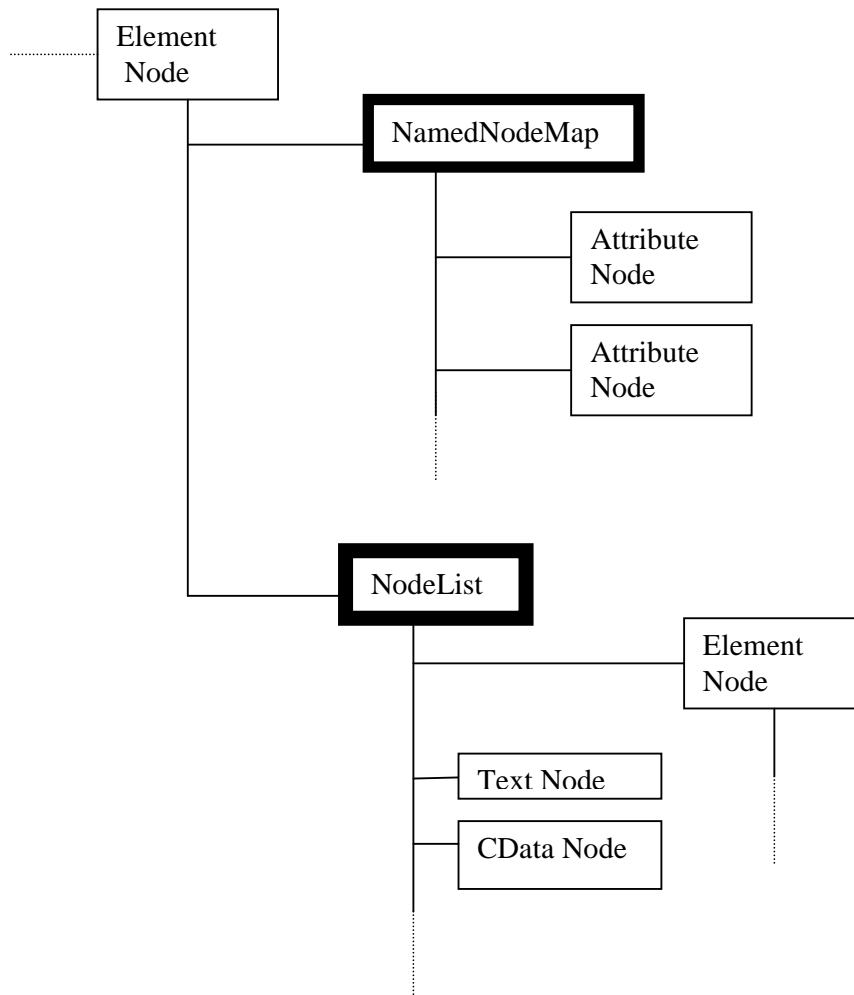 Element
Node
NamedNodeMap
Attribute
Node
Attribute
Node
NodeList
Element
Node
Text Node
CData Node